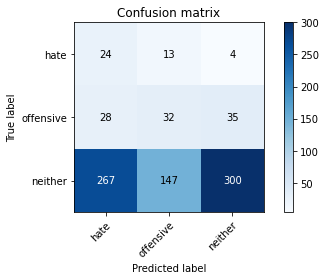 Confusion matrix
True label
hate 24 13 4
offensive 28 32 35
neither 267 147 300
hate offensive neither
Predicted label
300
250
200
150
100
50